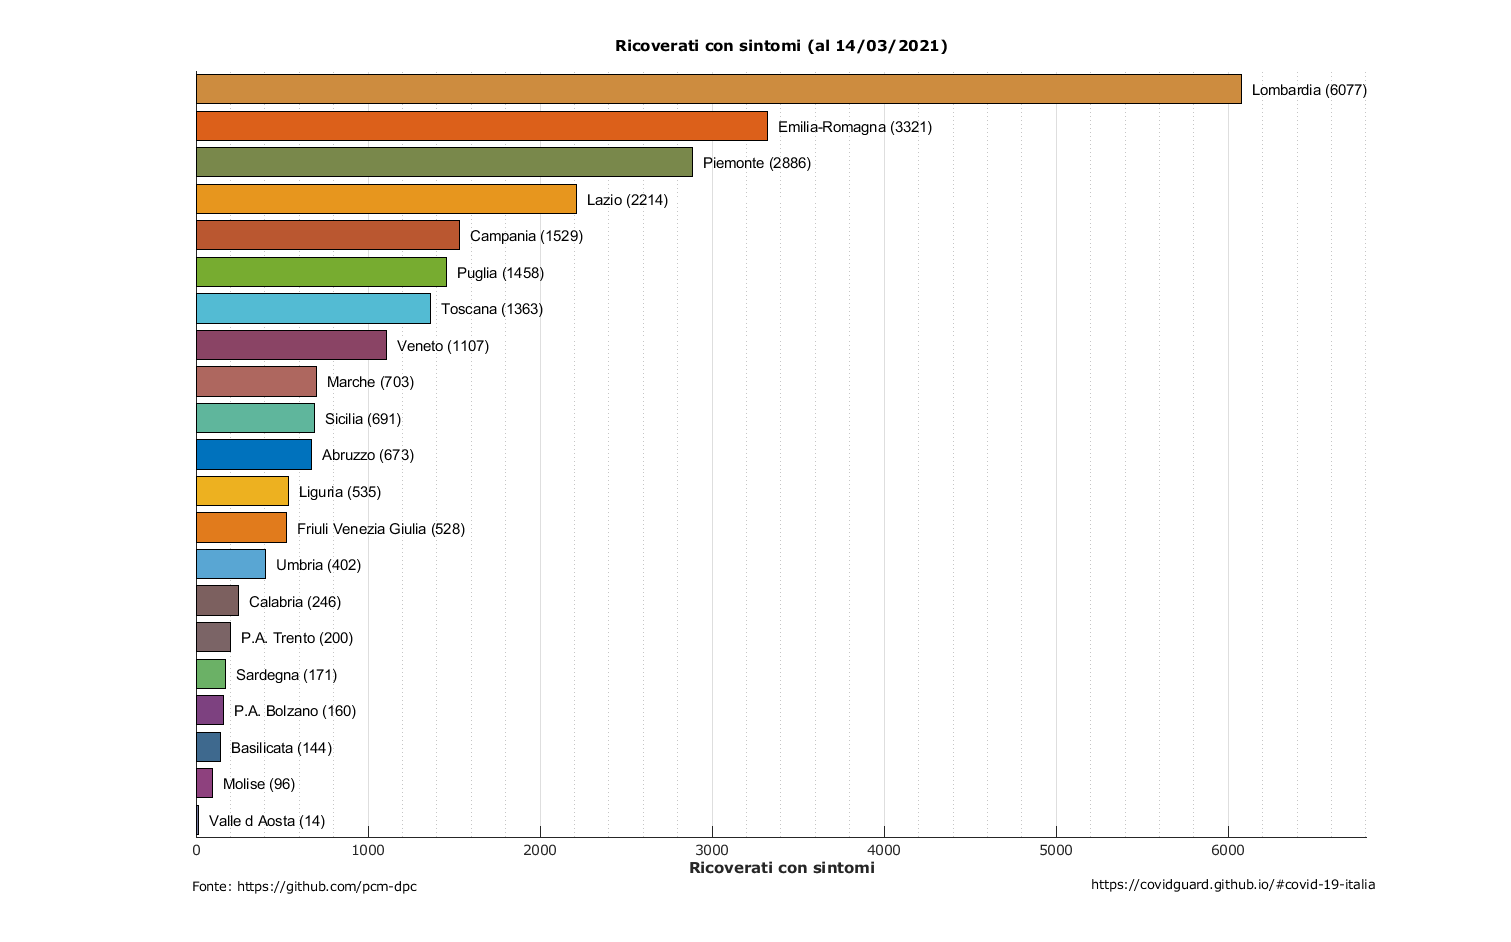 Ricoverati con sintomi (al 14/03/2021)
Lombardia (6077)
Emilia-Romagna (3321)
Piemonte (2886)
Lazio (2214)
Campania (1529)
Puglia (1458)
Toscana (1363)
Veneto (1107)
Marche (703)
Sicilia (691)
Abruzzo (673)
Liguria (535)
Friuli Venezia Giulia (528)
Umbria (402)
Calabria (246)
P.A. Trento (200)
Sardegna (171)
P.A. Bolzano (160)
Basilicata (144)
Molise (96)
Valle d Aosta (14)
0 1000 2000 3000 4000 5000 6000
Ricoverati con sintomi
Fonte: https://github.com/pcm-dpc
https://covidguard.github.io/#covid-19-italia